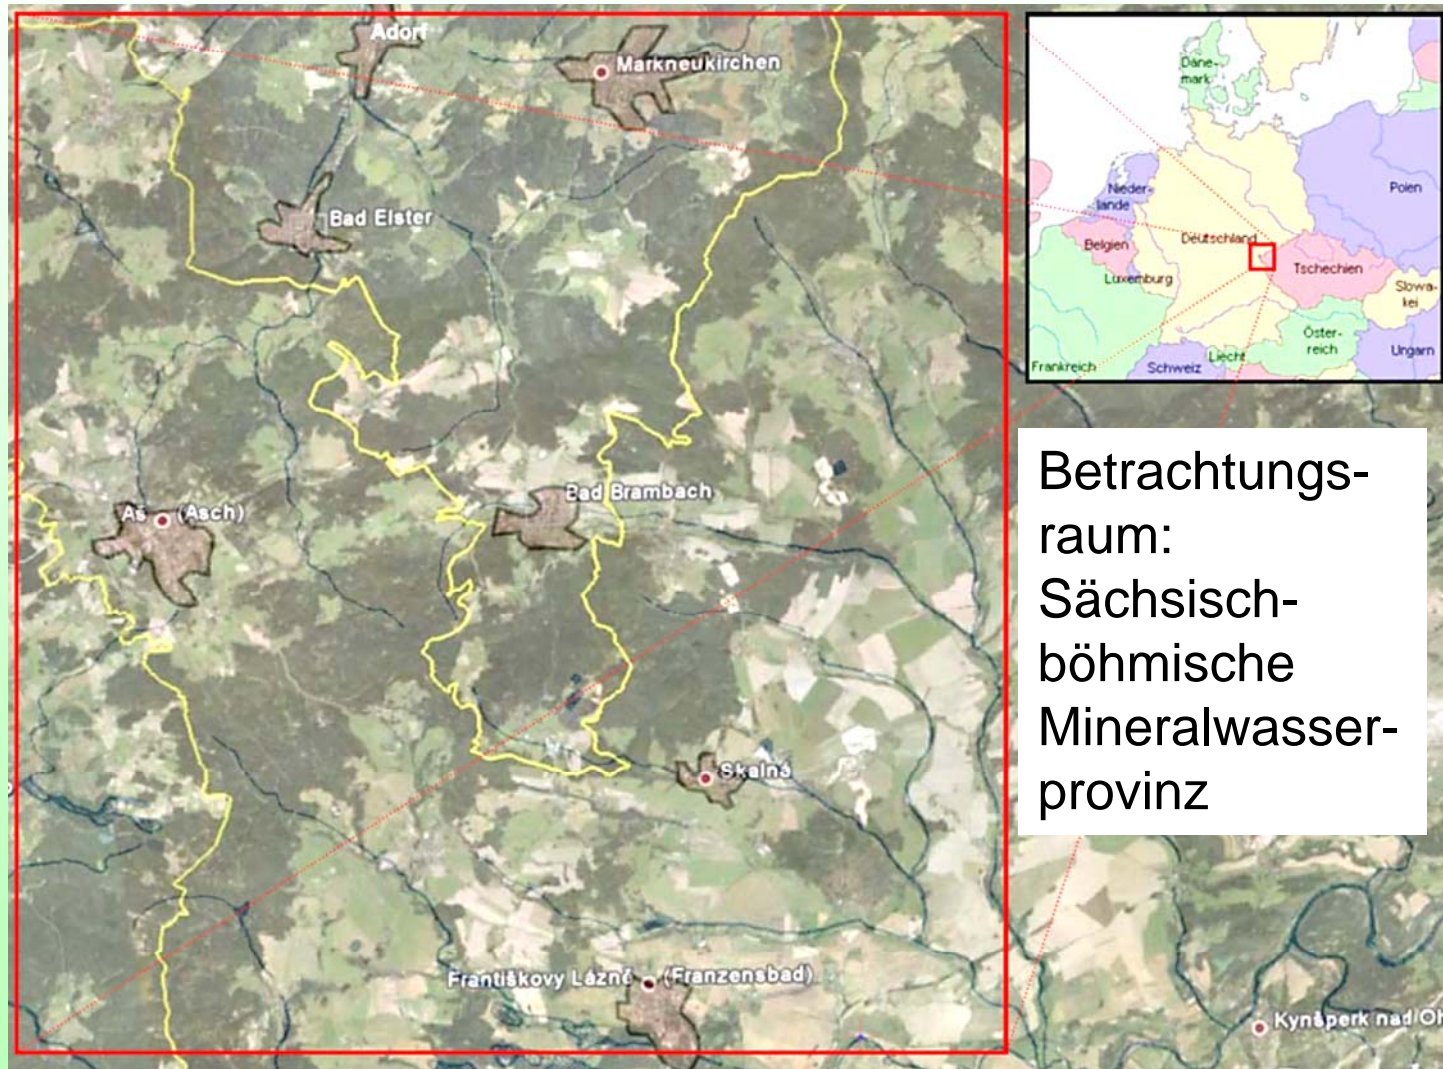 Adorf
Markneukirchen
Bad Elster
Aš (Asch)
Bad Brambach
Skalná
Františkovy Lázně (Franzensbad)
Kynšperk nad Oh
Däne-
mark
Nieder-
lande
Belgien
Luxemburg
Deutschland
Polen
Tschechien
Slowa-
kei
Öster-
reich
Ungarn
Liecht
Schweiz
Frankreich
Betrachtungs-
raum:
Sächsisch-
böhmische
Mineralwasser-
provinz